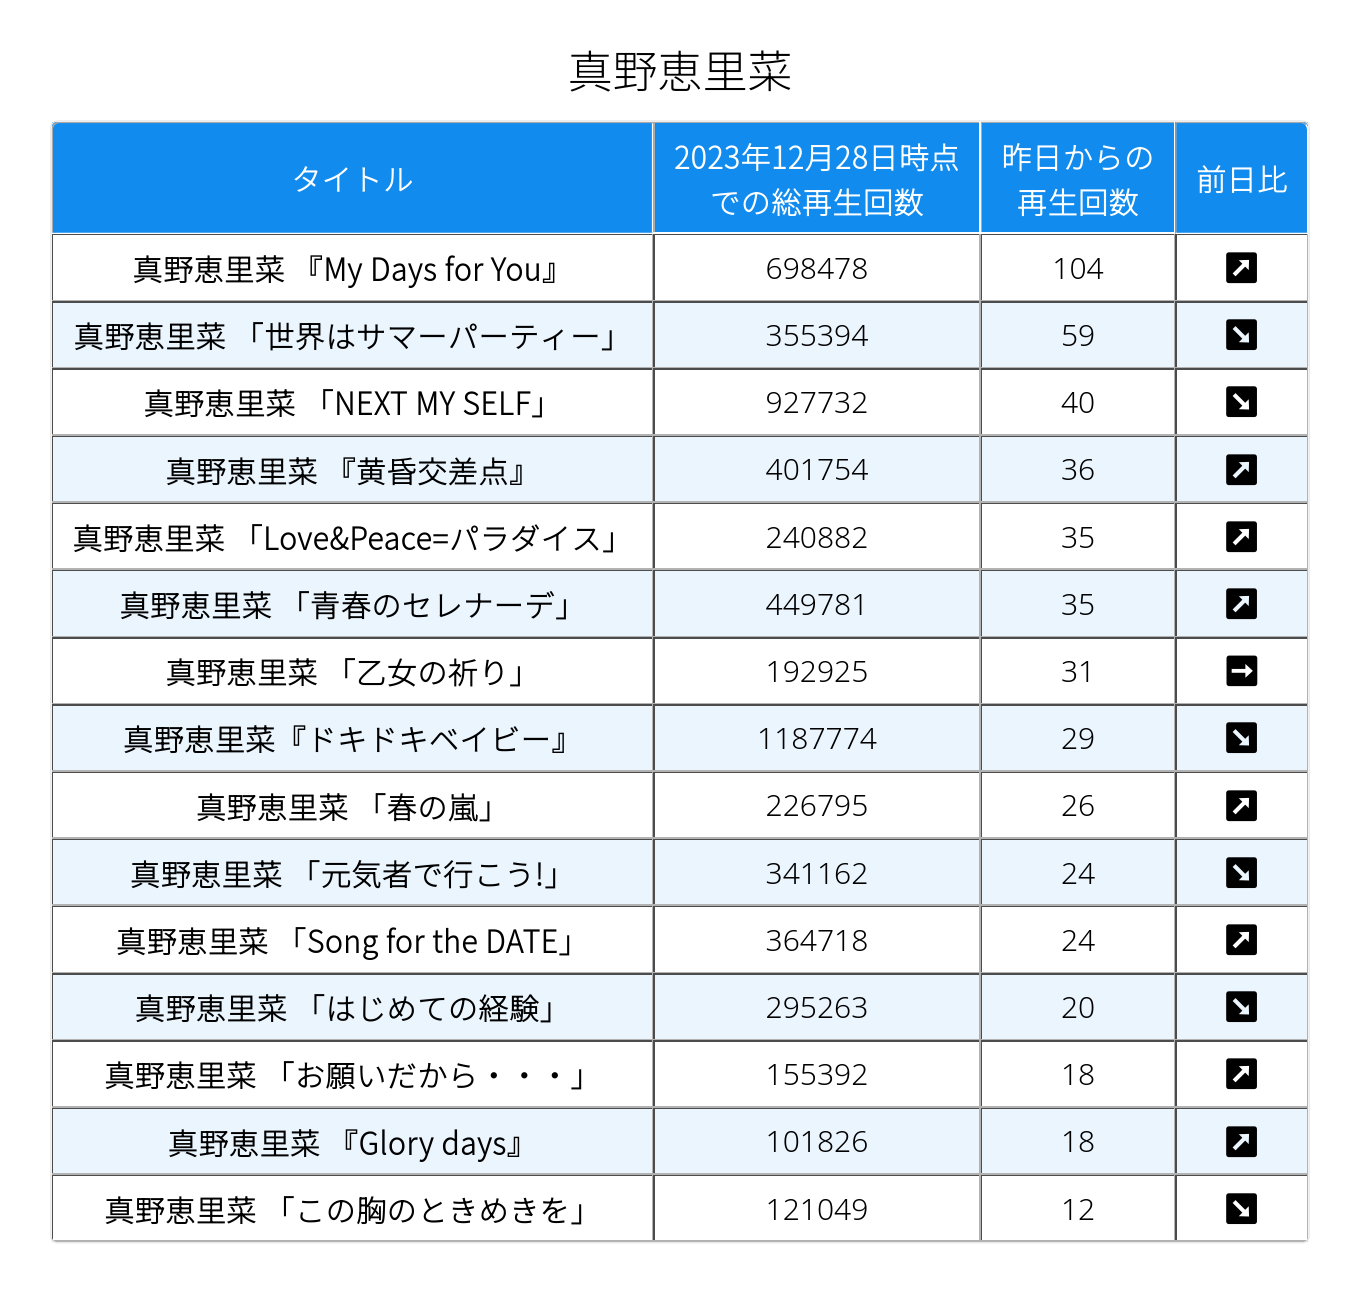 真野恵里菜
タイトル 2023年12月28日時点での総再生回数 昨日からの再生回数 前日比
真野恵里菜 『My Days for You』 698478 104 ↗
真野恵里菜 「世界はサマーパーティー」 355394 59 ↘
真野恵里菜 「NEXT MY SELF」 927732 40 ↘
真野恵里菜 『黄昏交差点』 401754 36 ↗
真野恵里菜 「Love&Peace=パラダイス」 240882 35 ↗
真野恵里菜 「青春のセレナーデ」 449781 35 ↗
真野恵里菜 「乙女の祈り」 192925 31 →
真野恵里菜『ドキドキベイビー』 1187774 29 ↘
真野恵里菜 「春の嵐」 226795 26 ↗
真野恵里菜 「元気者で行こう!」 341162 24 ↘
真野恵里菜 「Song for the DATE」 364718 24 ↗
真野恵里菜 「はじめての経験」 295263 20 ↘
真野恵里菜 「お願いだから・・・」 155392 18 ↗
真野恵里菜 『Glory days』 101826 18 ↗
真野恵里菜 「この胸のときめきを」 121049 12 ↘